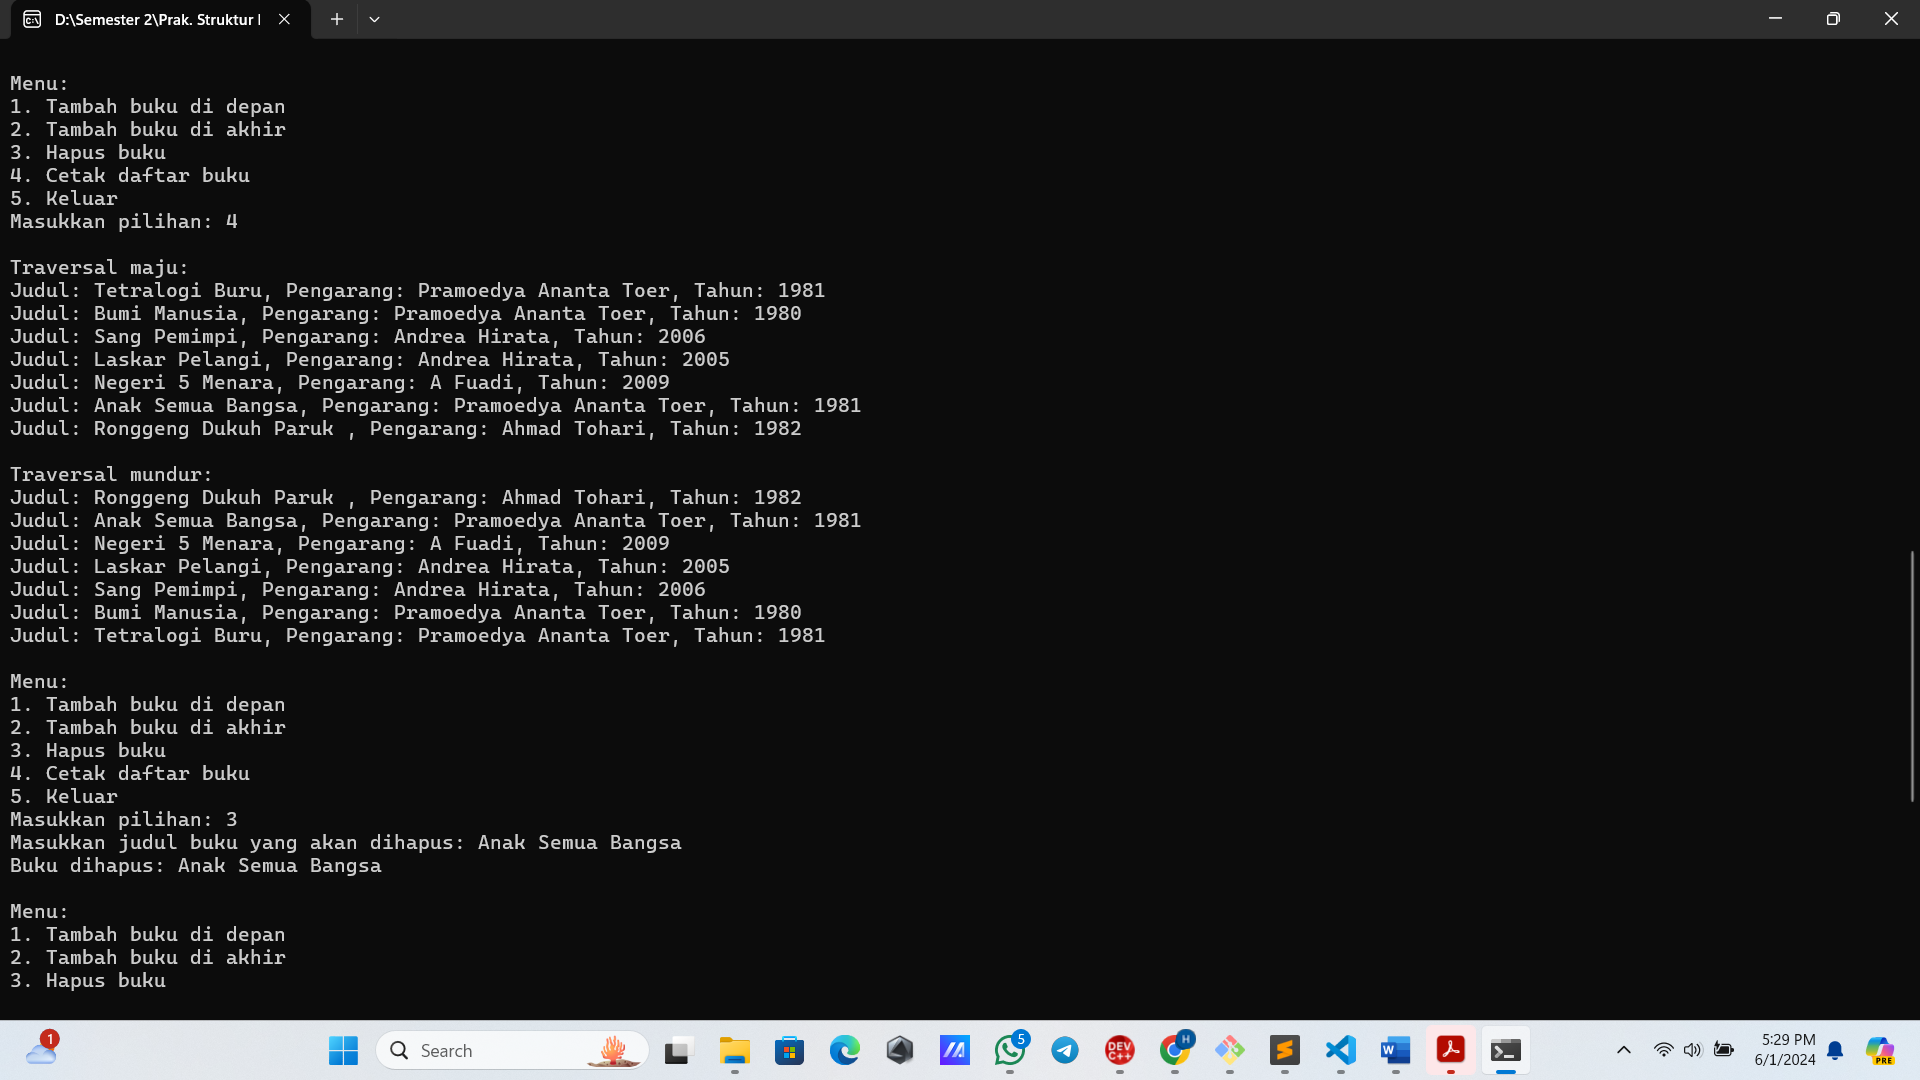 D:\Semester 2\Prak. Struktur I
Menu:
1. Tambah buku di depan
2. Tambah buku di akhir
3. Hapus buku
4. Cetak daftar buku
5. Keluar
Masukkan pilihan: 4
Traversal maju:
Judul: Tetralogi Buru, Pengarang: Pramoedya Ananta Toer, Tahun: 1981
Judul: Bumi Manusia, Pengarang: Pramoedya Ananta Toer, Tahun: 1980
Judul: Sang Pemimpi, Pengarang: Andrea Hirata, Tahun: 2006
Judul: Laskar Pelangi, Pengarang: Andrea Hirata, Tahun: 2005
Judul: Negeri 5 Menara, Pengarang: A Fuadi, Tahun: 2009
Judul: Anak Semua Bangsa, Pengarang: Pramoedya Ananta Toer, Tahun: 1981
Judul: Ronggeng Dukuh Paruk , Pengarang: Ahmad Tohari, Tahun: 1982
Traversal mundur:
Judul: Ronggeng Dukuh Paruk , Pengarang: Ahmad Tohari, Tahun: 1982
Judul: Anak Semua Bangsa, Pengarang: Pramoedya Ananta Toer, Tahun: 1981
Judul: Negeri 5 Menara, Pengarang: A Fuadi, Tahun: 2009
Judul: Laskar Pelangi, Pengarang: Andrea Hirata, Tahun: 2005
Judul: Sang Pemimpi, Pengarang: Andrea Hirata, Tahun: 2006
Judul: Bumi Manusia, Pengarang: Pramoedya Ananta Toer, Tahun: 1980
Judul: Tetralogi Buru, Pengarang: Pramoedya Ananta Toer, Tahun: 1981
Menu:
1. Tambah buku di depan
2. Tambah buku di akhir
3. Hapus buku
4. Cetak daftar buku
5. Keluar
Masukkan pilihan: 3
Masukkan judul buku yang akan dihapus: Anak Semua Bangsa
Buku dihapus: Anak Semua Bangsa
Menu:
1. Tambah buku di depan
2. Tambah buku di akhir
3. Hapus buku
1
Search
5
DEV C++
H
5:29 PM
6/1/2024
PRE